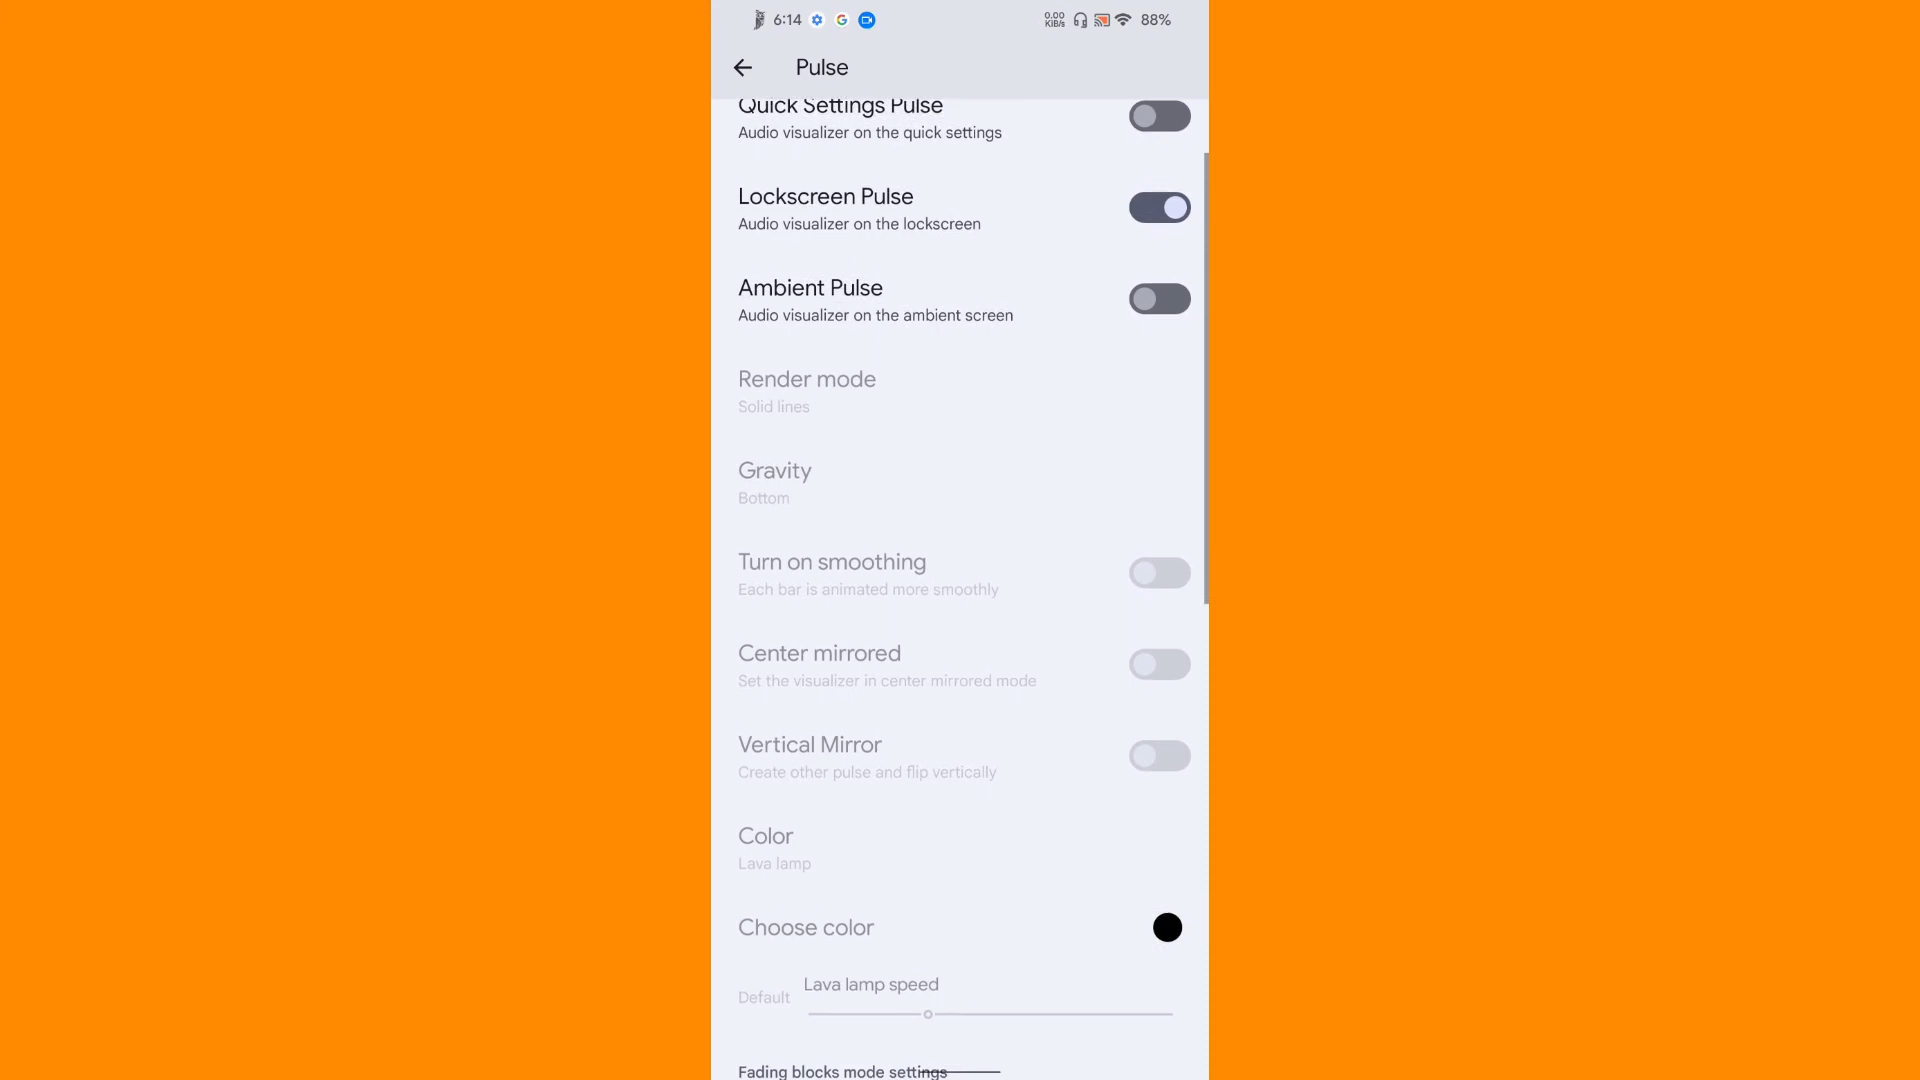 6:14
0.00
KiB/s
88%
Pulse
Quick Settings Pulse
Audio visualizer on the quick settings
Lockscreen Pulse
Audio visualizer on the lockscreen
Ambient Pulse
Audio visualizer on the ambient screen
Render mode
Solid lines
Gravity
Bottom
Turn on smoothing
Each bar is animated more smoothly
Center mirrored
Set the visualizer in center mirrored mode
Vertical Mirror
Create other pulse and flip vertically
Color
Lava lamp
Choose color
Lava lamp speed
Default
Fading blocks mode settings